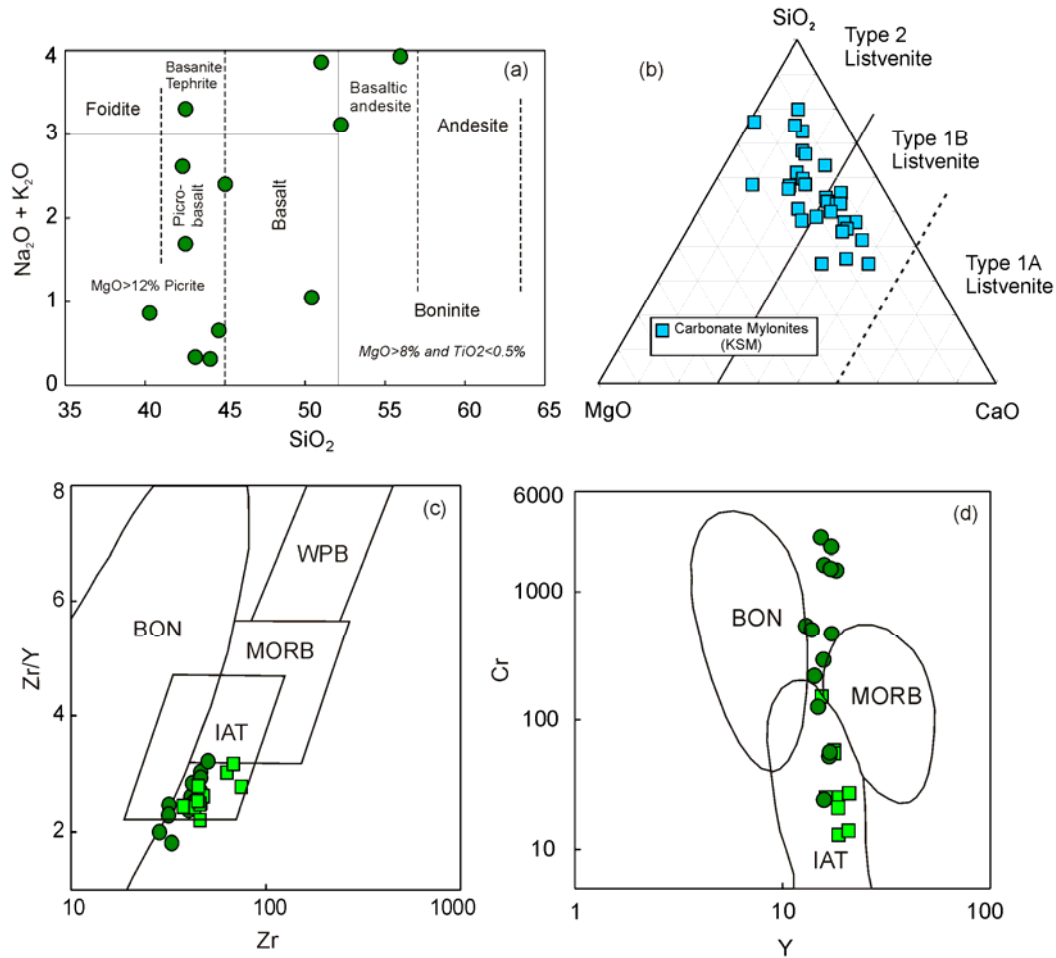 (a)
4
3
2
1
0
Na₂O + K₂O
Foidite
Basanite
Tephrite
Picro-
basalt
Basalt
Basaltic
andesite
Andesite
MgO>12% Picrite
Boninite
MgO>8% and TiO2<0.5%
35 40 45 50 55 60 65
SiO₂
(b)
SiO₂
Type 2
Listvenite
Type 1B
Listvenite
Type 1A
Listvenite
Carbonate Mylonites
(KSM)
MgO
CaO
(c)
8
6
4
2
Zr/Y
BON
WPB
MORB
IAT
10 100 1000
Zr
(d)
6000
1000
100
10
Cr
BON
MORB
IAT
1 10 100
Y